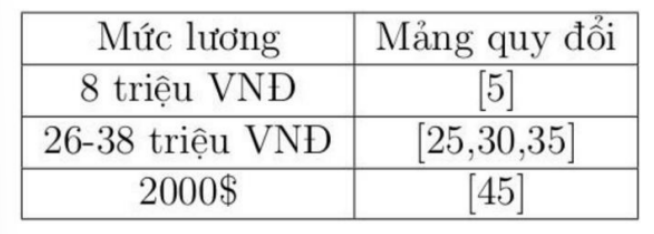 Mức lương Mảng quy đổi
8 triệu VNĐ [5]
26-38 triệu VNĐ [25,30,35]
2000$ [45]